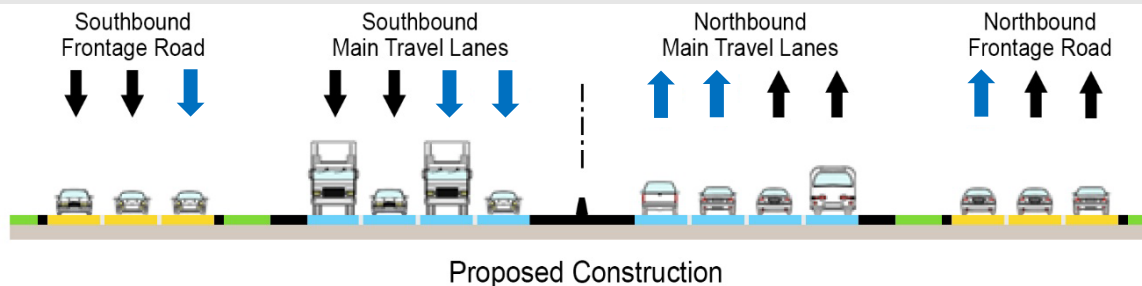 Southbound
Frontage Road
Southbound
Main Travel Lanes
Northbound
Main Travel Lanes
Northbound
Frontage Road
Proposed Construction